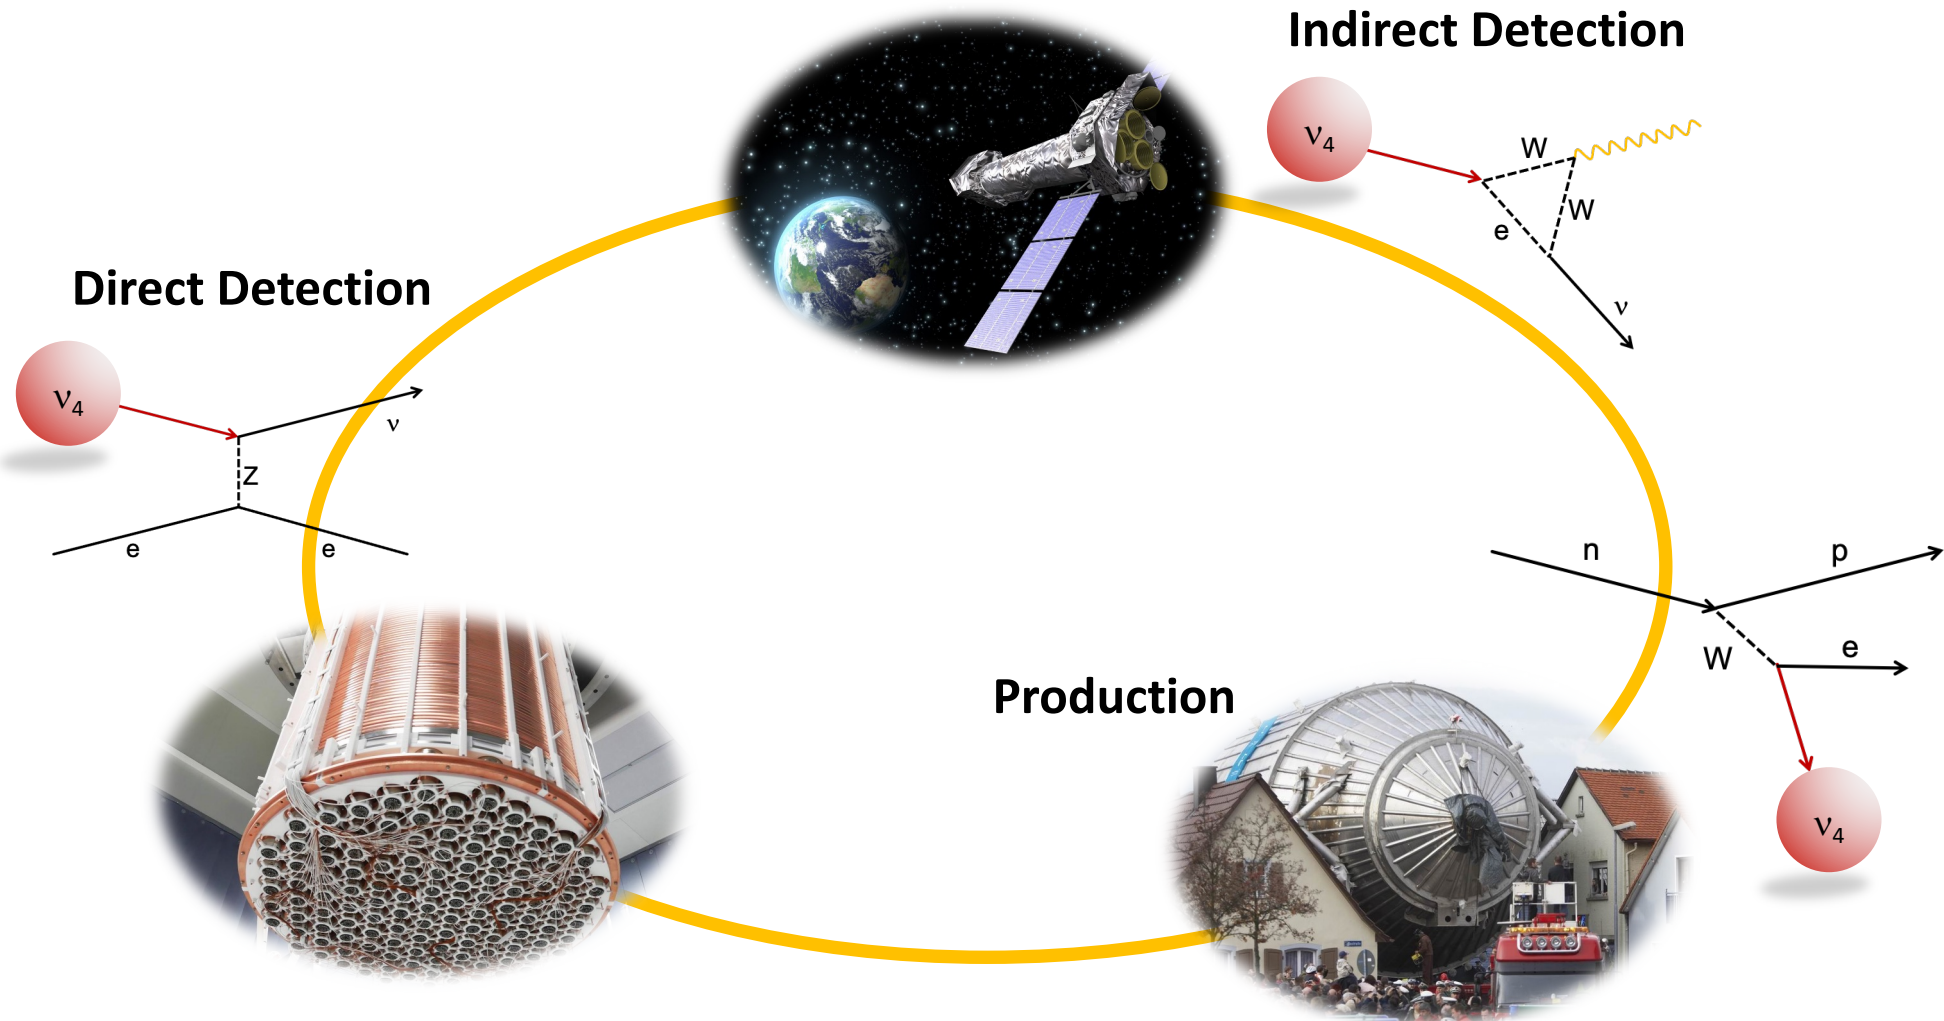 Indirect Detection
ν4
W
W
e
ν
Direct Detection
ν4
ν
Z
e
e
n
p
W
e
Production
ν4